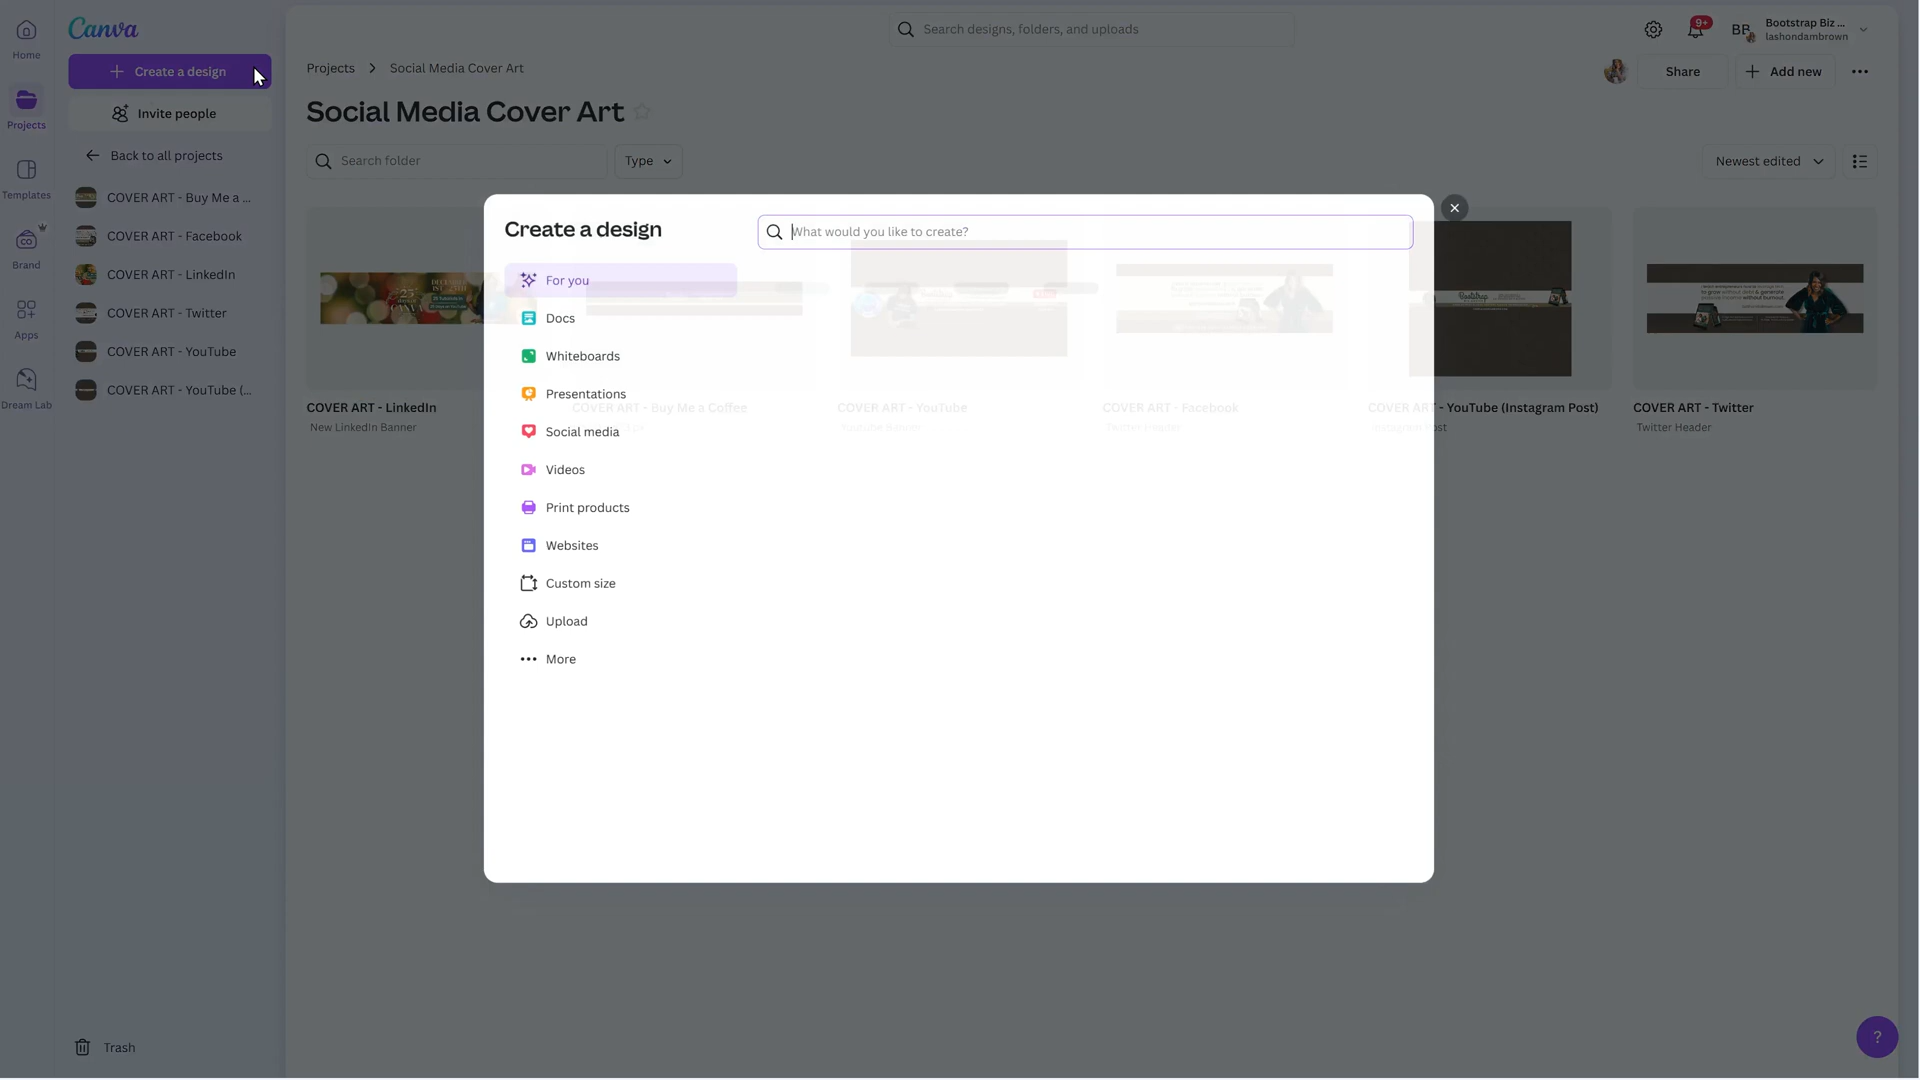 Home
Projects
Templates
Brand
Apps
Dream Lab
Canva
Create a design
Invite people
Back to all projects
COVER ART - Buy Me a ...
COVER ART - Facebook
COVER ART - LinkedIn
COVER ART - Twitter
COVER ART - YouTube
COVER ART - YouTube (...
Trash
Search designs, folders, and uploads
9+
BB
Bootstrap Biz ...
lashondambrown
Projects
Social Media Cover Art
Share
Add new
Social Media Cover Art
Search folder
Type
Newest edited
Create a design
What would you like to create?
For you
Docs
Whiteboards
Presentations
Social media
Videos
Print products
Websites
Custom size
Upload
More
COVER ART - LinkedIn
New LinkedIn Banner
COVER ART - Buy Me a Coffee
COVER ART - YouTube
COVER ART - Facebook
COVER ART - YouTube (Instagram Post)
Instagram Post
COVER ART - Twitter
Twitter Header
?